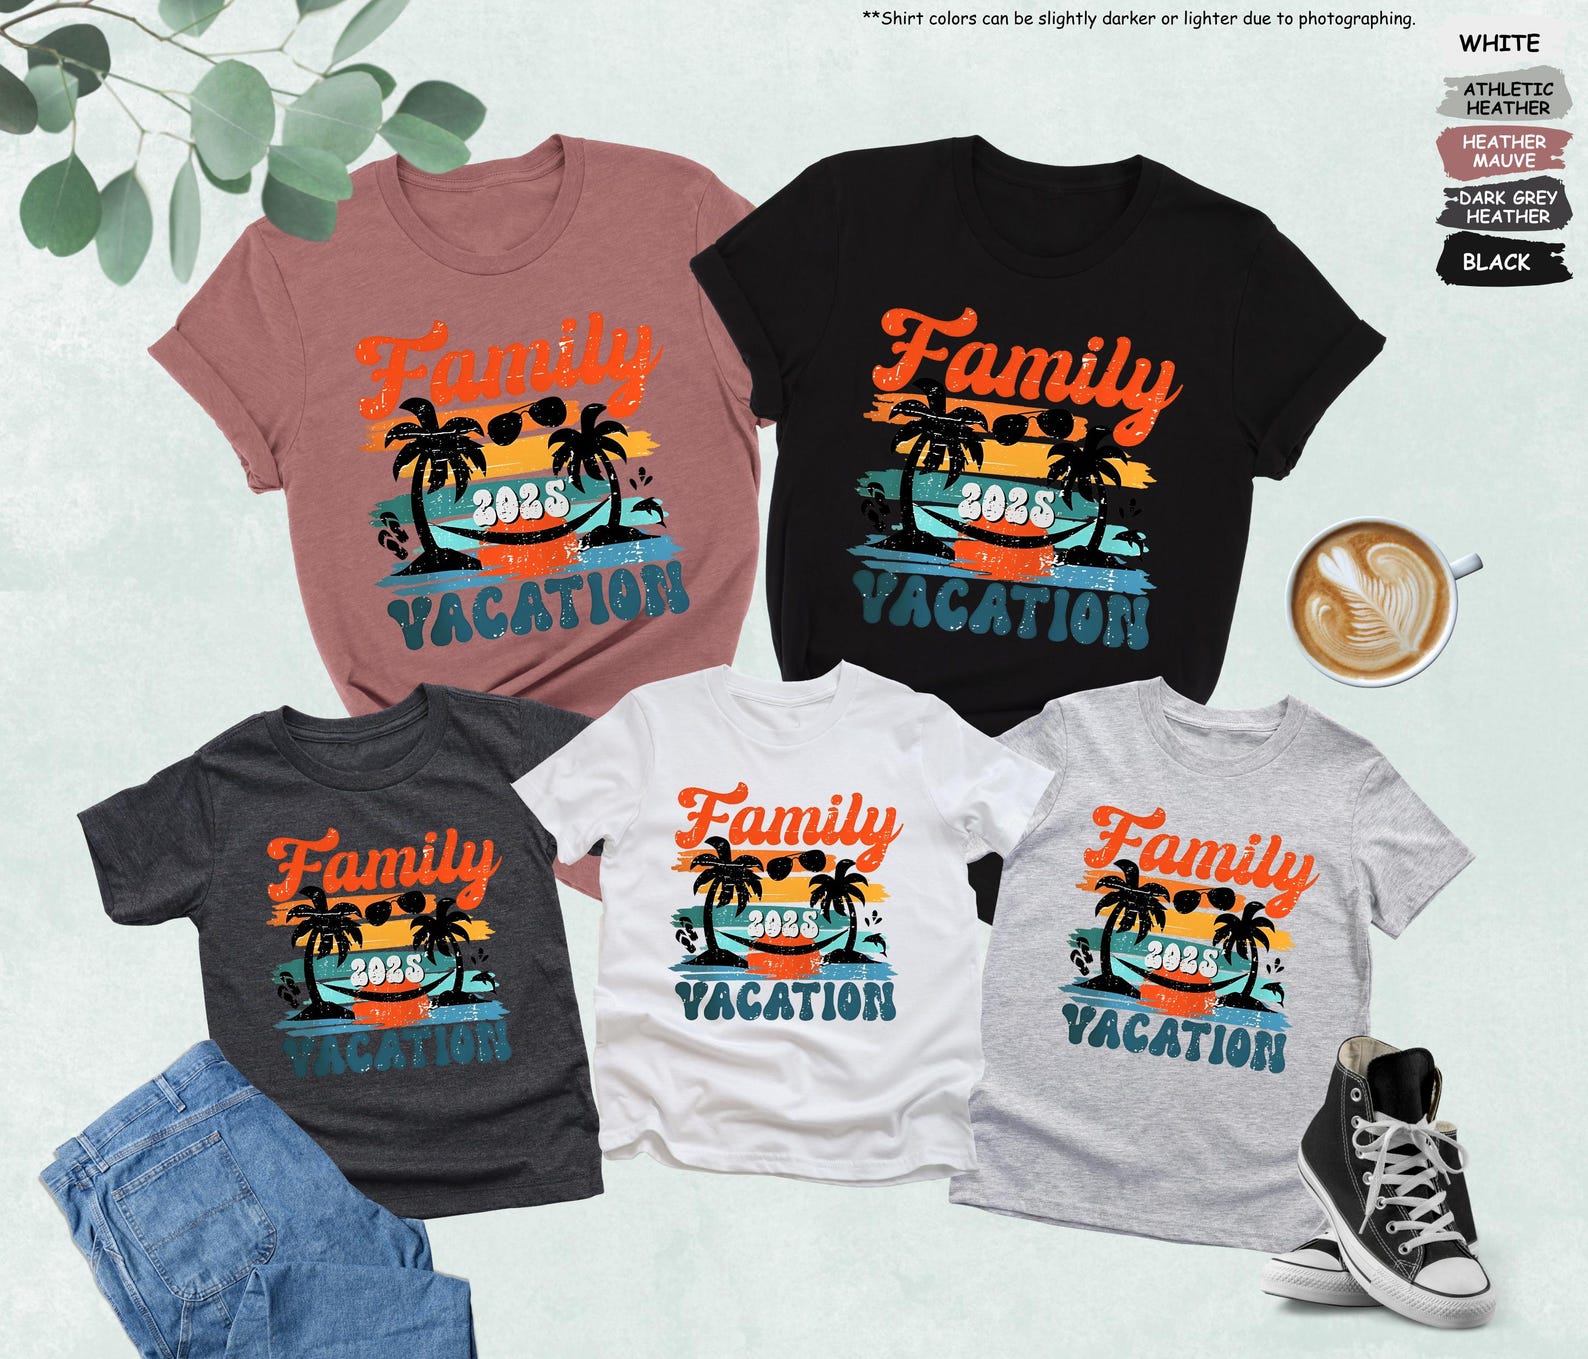 **Shirt colors can be slightly darker or lighter due to photographing.
WHITE
ATHLETIC
HEATHER
HEATHER
MAUVE
DARK GREY
HEATHER
BLACK
Family
2025
VACATION
Family
2025
VACATION
Family
2025
VACATION
Family
2025
VACATION
Family
2025
VACATION